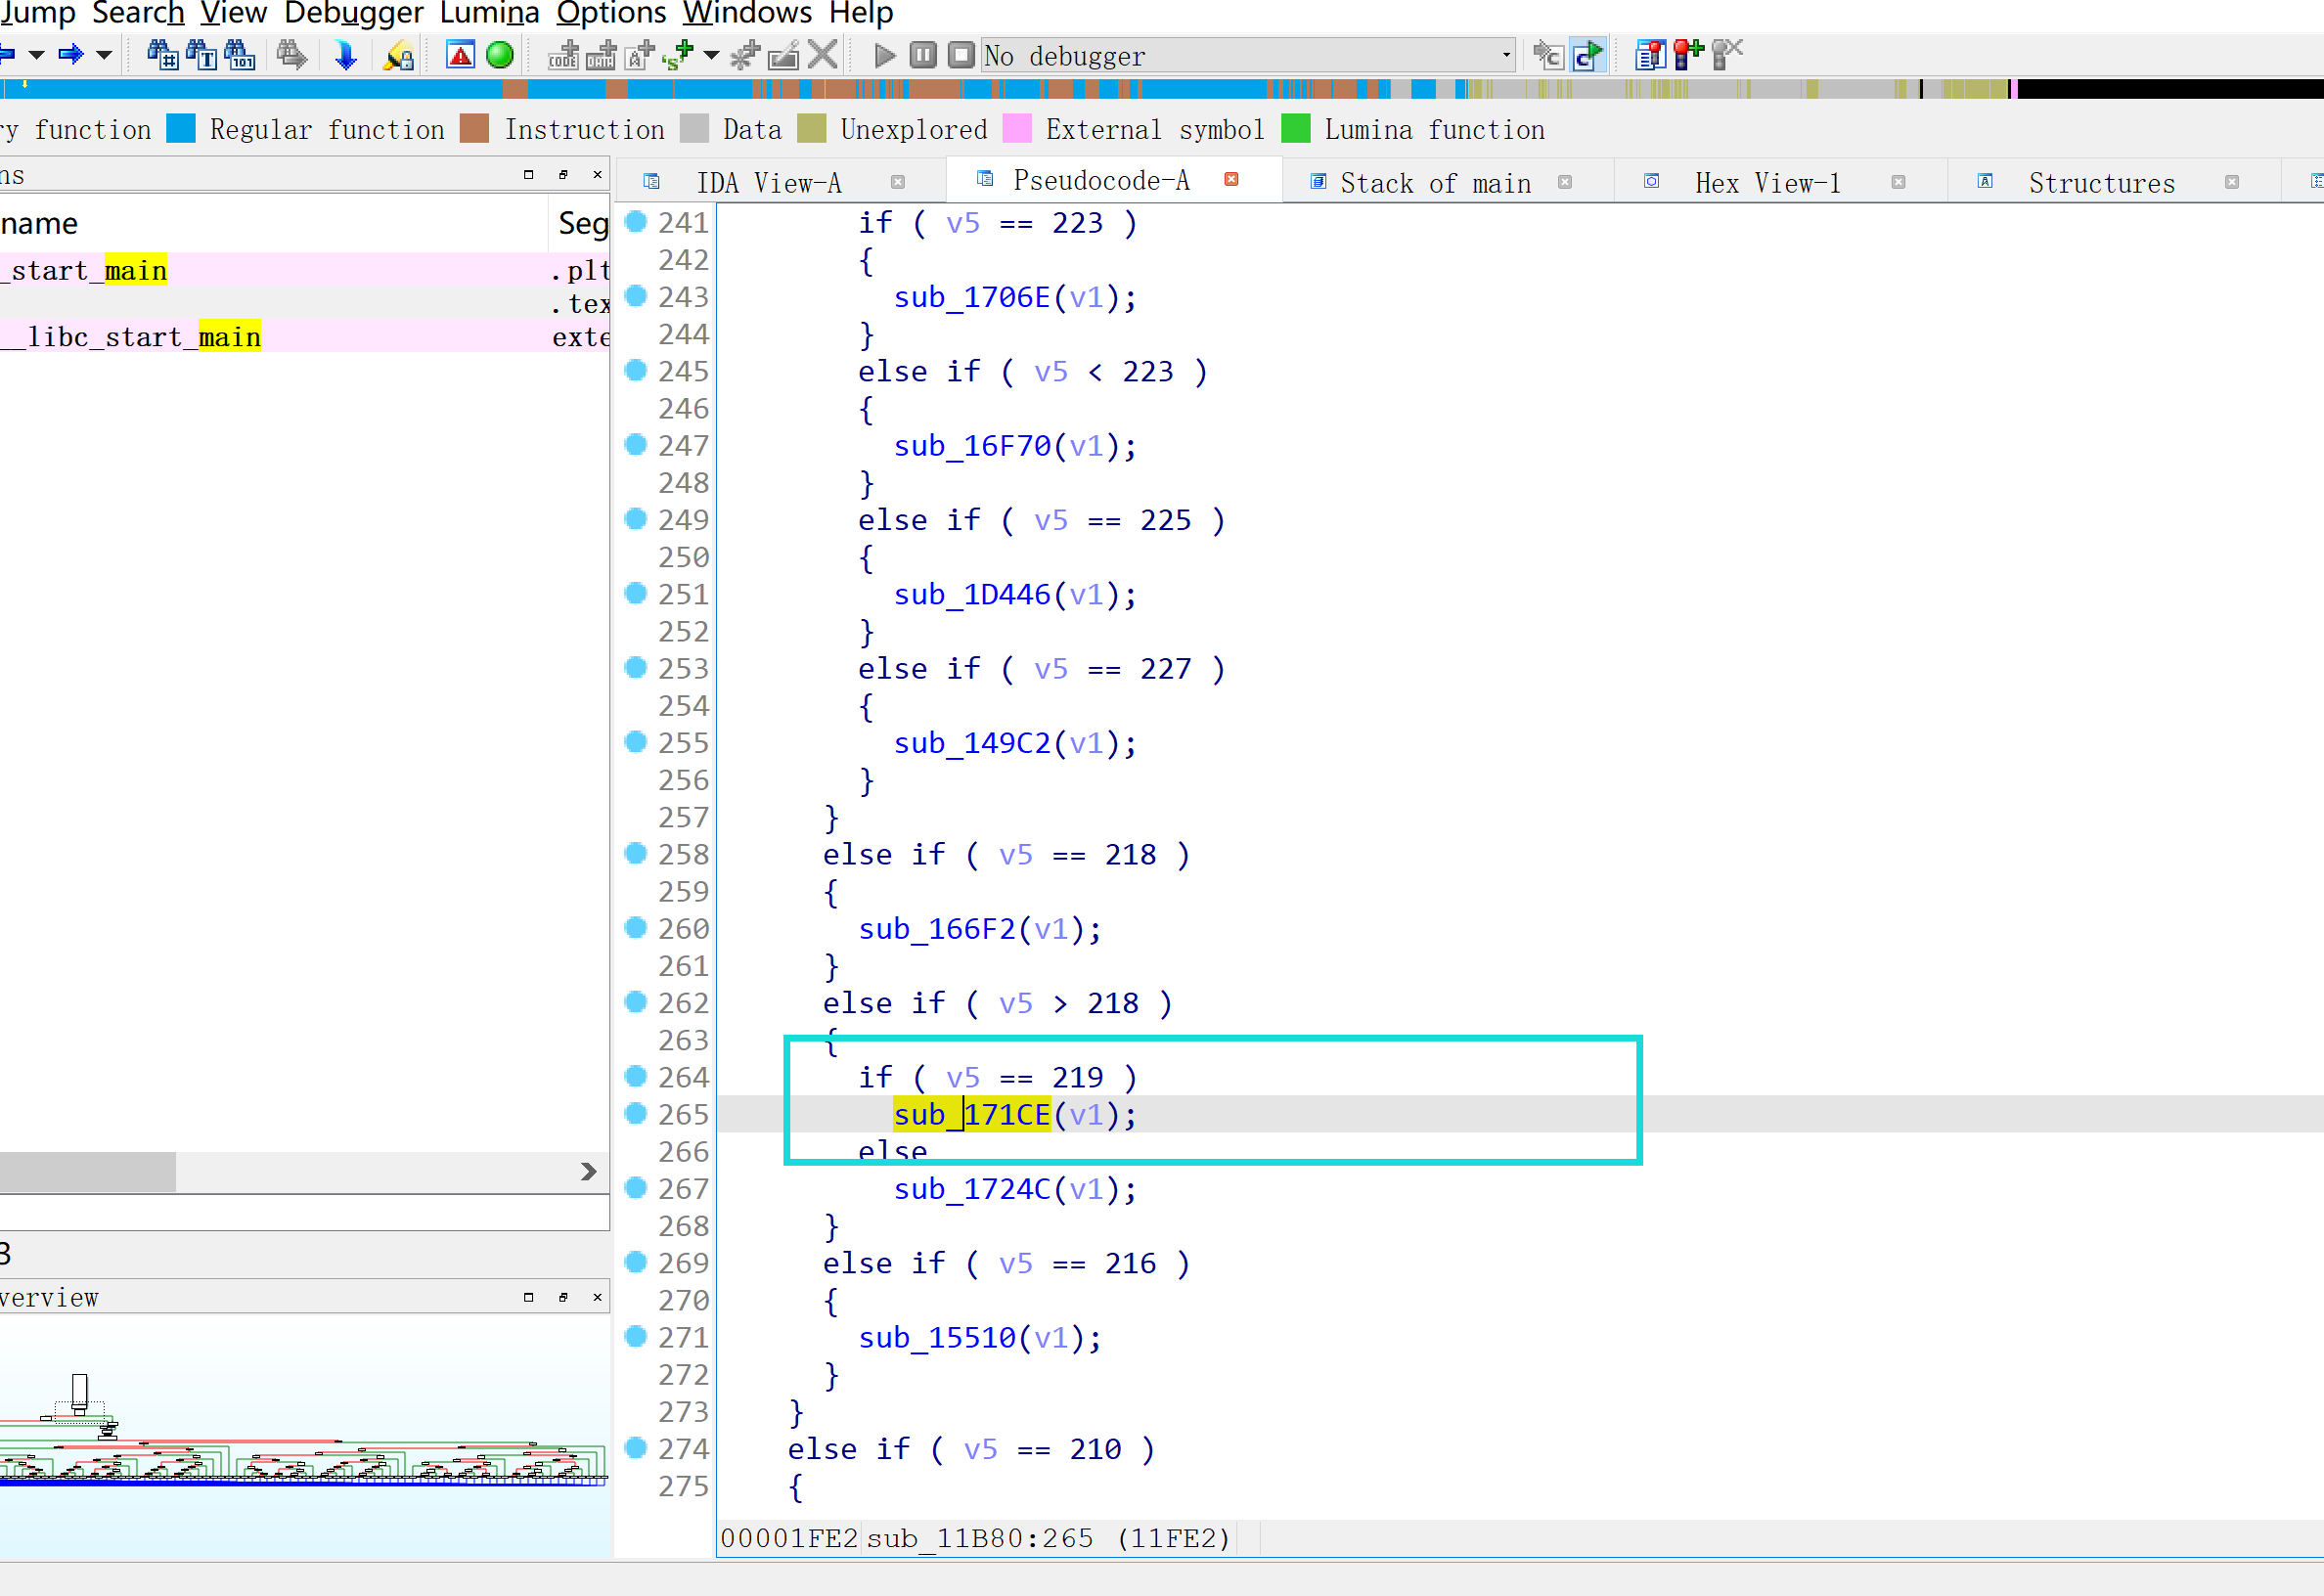 Jump Search View Debugger Lumina Options Windows Help
No debugger
ry function Regular function Instruction Data Unexplored External symbol Lumina function
ns
IDA View-A Pseudocode-A Stack of main Hex View-1 Structures
name Seg
_start_main .plt
.tex
__libc_start_main exte
241 if ( v5 == 223 )
242 {
243 sub_1706E(v1);
244 }
245 else if ( v5 < 223 )
246 {
247 sub_16F70(v1);
248 }
249 else if ( v5 == 225 )
250 {
251 sub_1D446(v1);
252 }
253 else if ( v5 == 227 )
254 {
255 sub_149C2(v1);
256 }
257 }
258 else if ( v5 == 218 )
259 {
260 sub_166F2(v1);
261 }
262 else if ( v5 > 218 )
263 {
264 if ( v5 == 219 )
265 sub_171CE(v1);
266 else
267 sub_1724C(v1);
268 }
269 else if ( v5 == 216 )
270 {
271 sub_15510(v1);
272 }
273 }
274 else if ( v5 == 210 )
275 {
3
verview
00001FE2 sub_11B80:265 (11FE2)